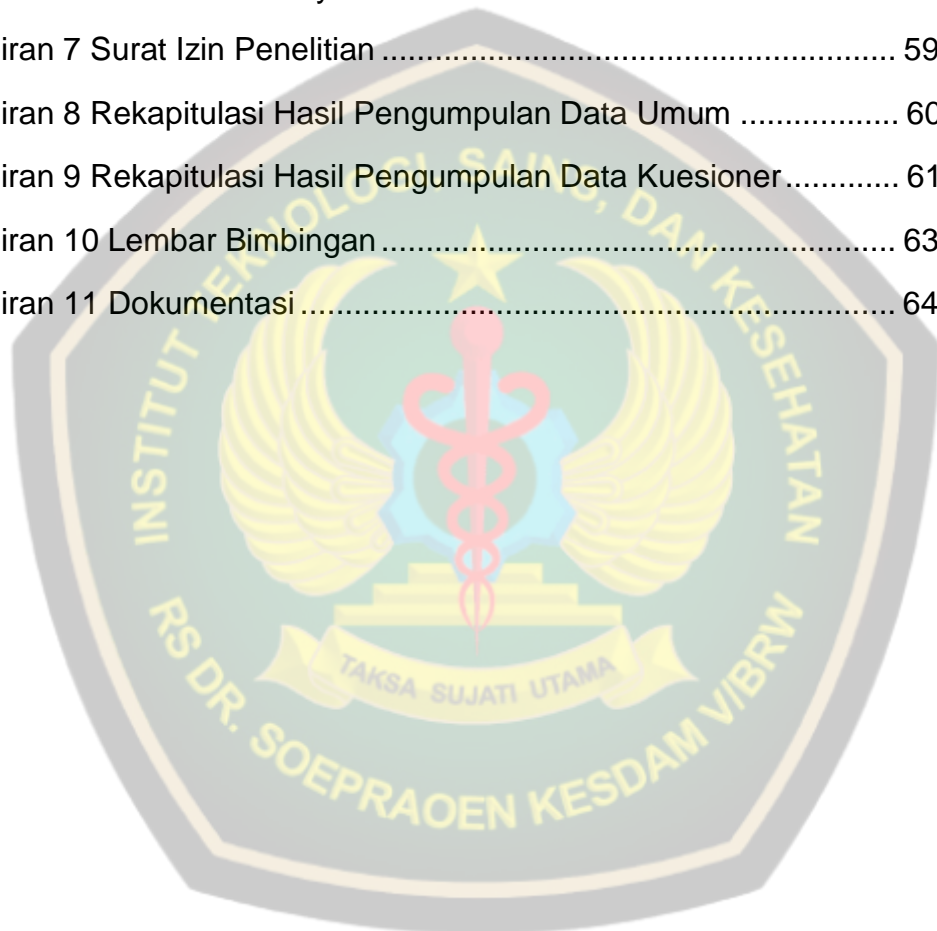 iran 7 Surat Izin Penelitian ................................................................ 59
iran 8 Rekapitulasi Hasil Pengumpulan Data Umum .................. 60
iran 9 Rekapitulasi Hasil Pengumpulan Data Kuesioner ............. 61
iran 10 Lembar Bimbingan ................................................................ 63
iran 11 Dokumentasi ......................................................................... 64
INSTITUT TEKNOLOGI, SAINS, DAN KESEHATAN
TAKSA SUJATI UTAMA
RS DR. SOEPRAOEN KESDAM V/BRW